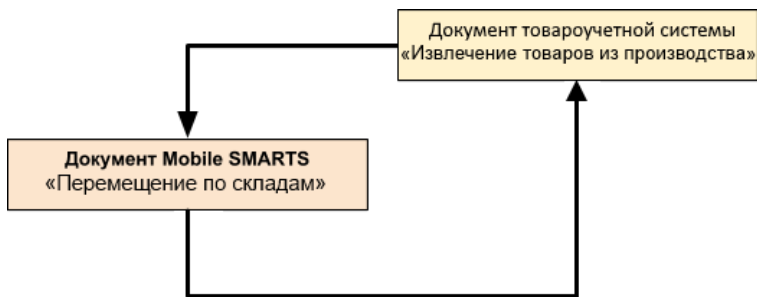 Документ товароучетной системы
«Извлечение товаров из производства»
Документ Mobile SMARTS
«Перемещение по складам»